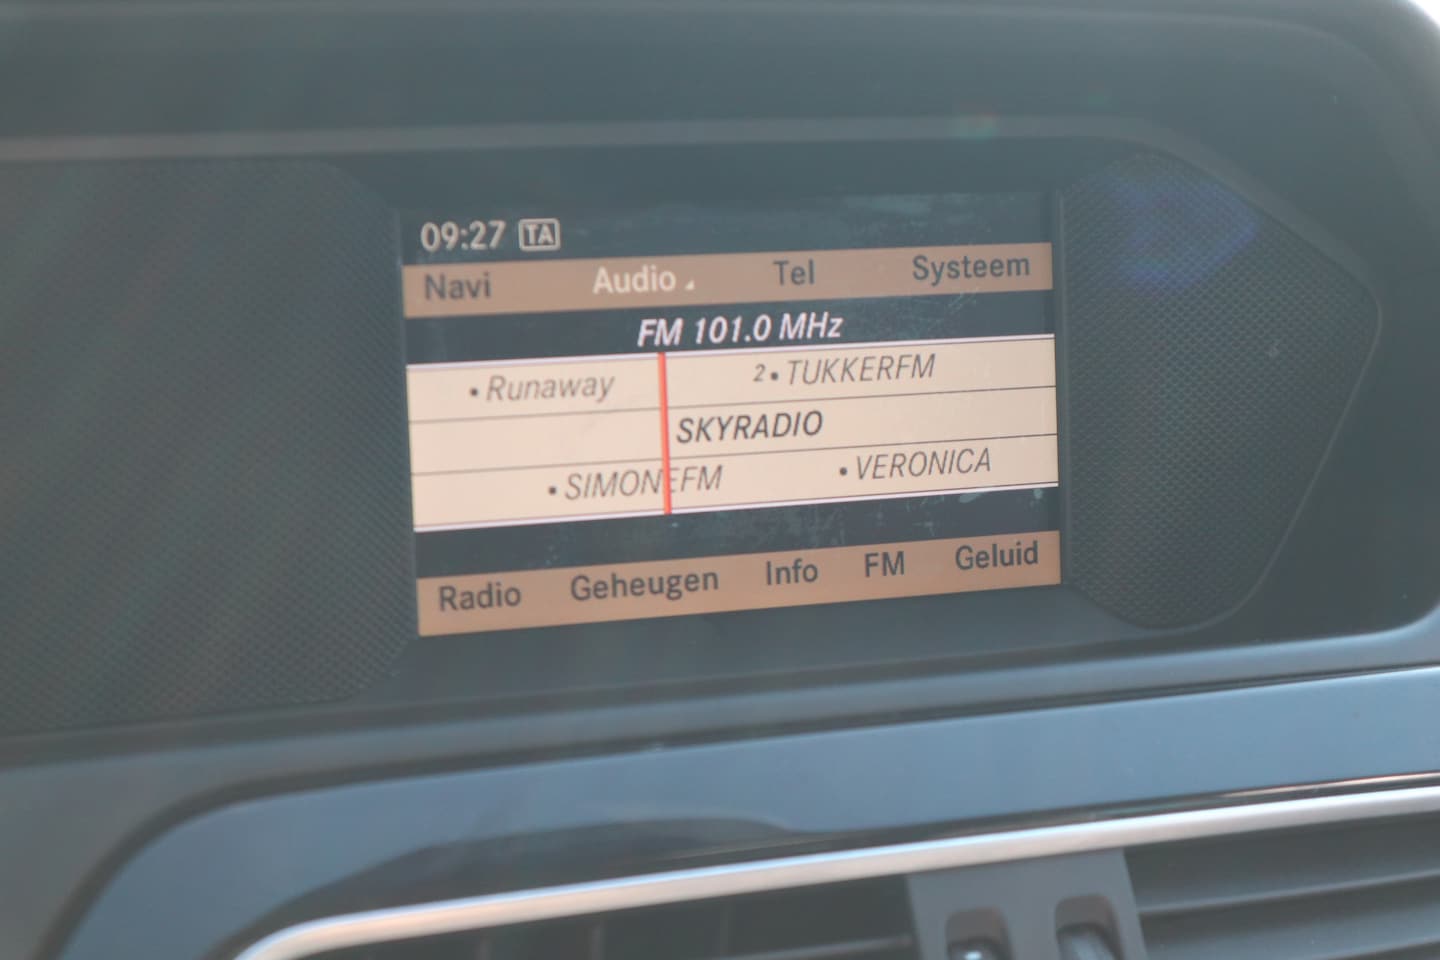 09:27 TA
Navi Audio Tel Systeem
FM 101.0 MHz
• Runaway 2 • TUKKERFM
SKYRADIO
• SIMONEFM • VERONICA
Radio Geheugen Info FM Geluid